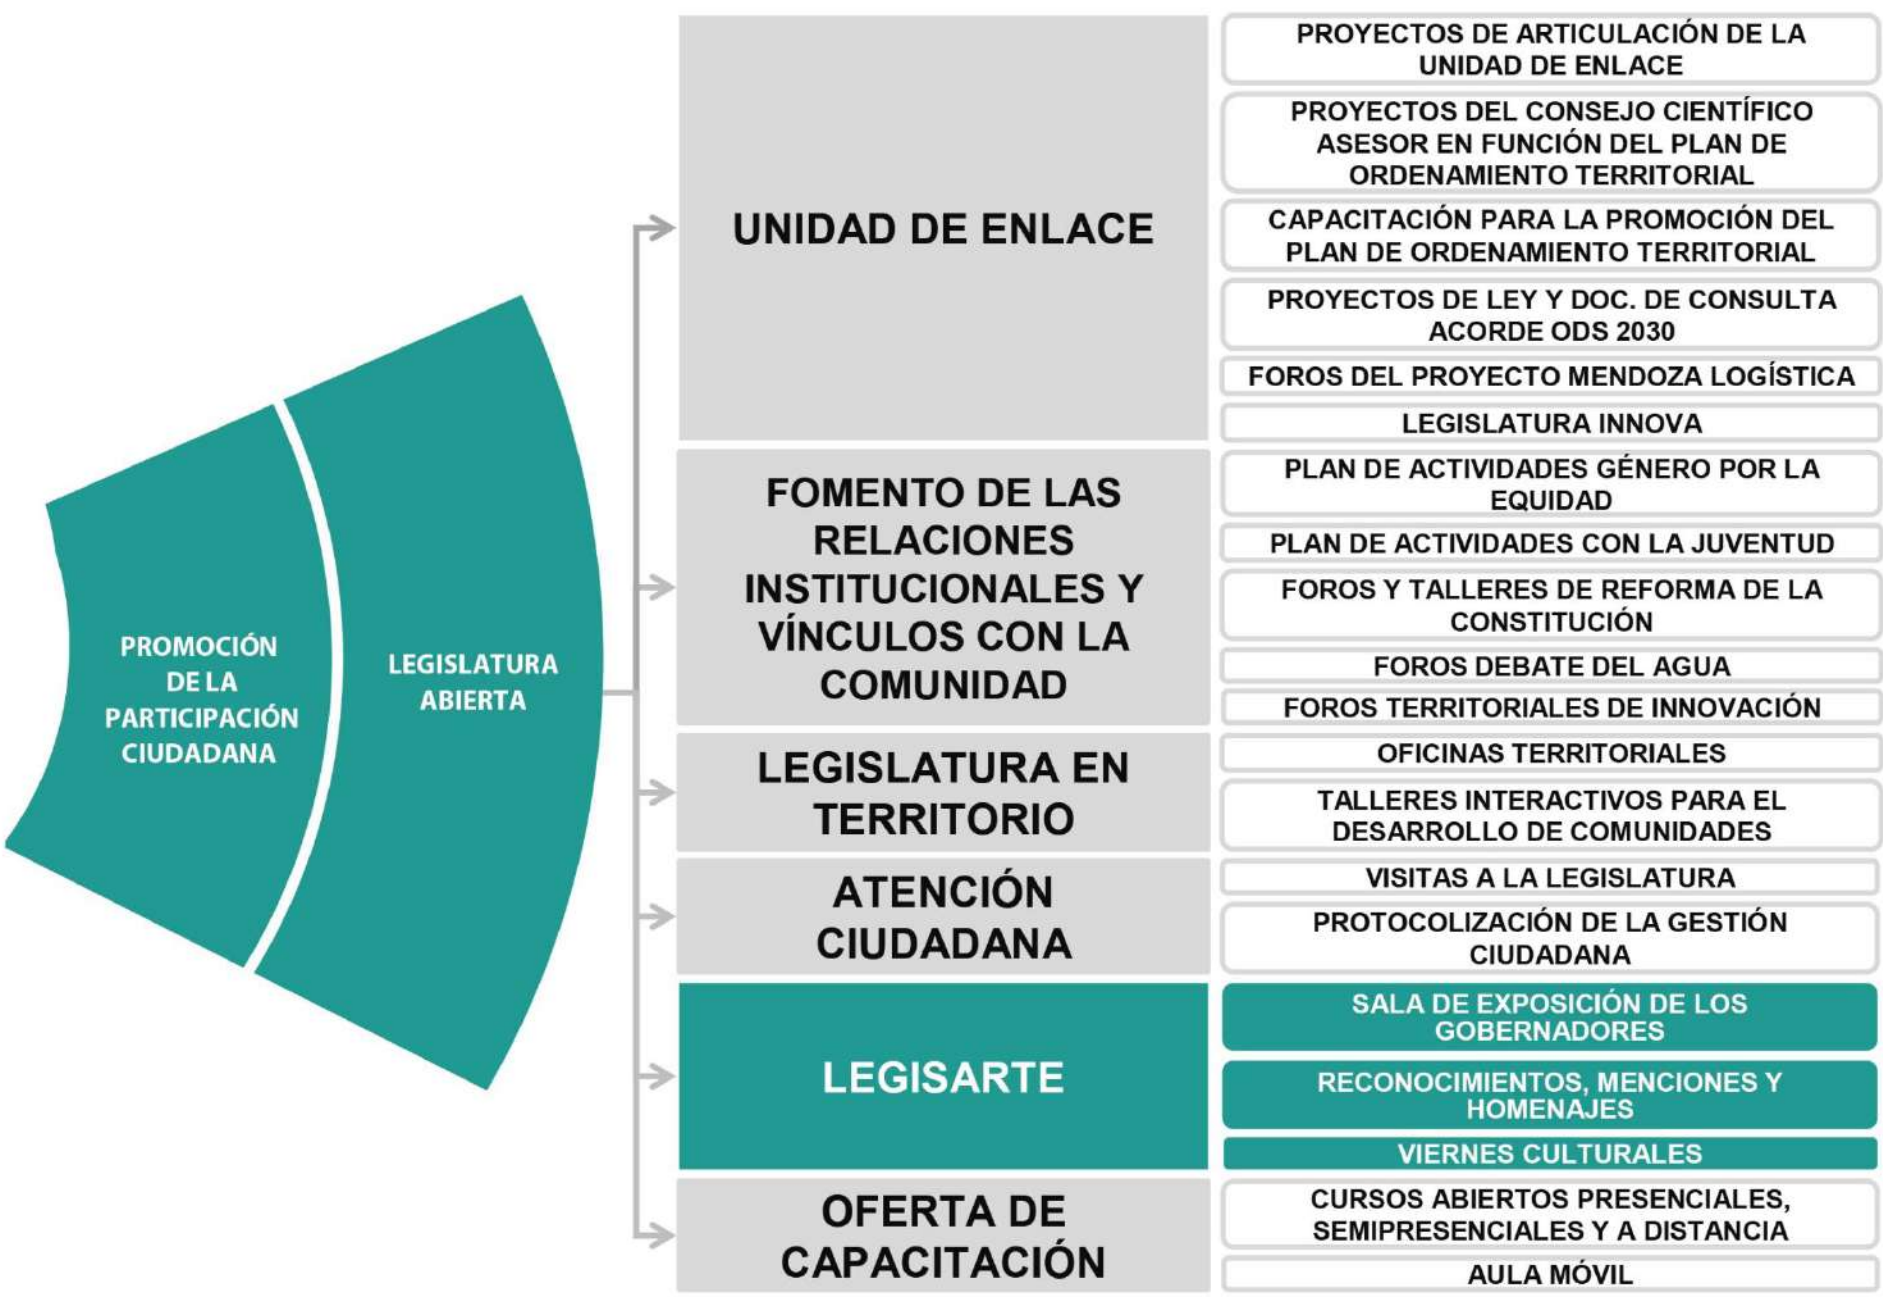 PROMOCIÓN
DE LA
PARTICIPACIÓN
CIUDADANA
LEGISLATURA
ABIERTA
UNIDAD DE ENLACE
PROYECTOS DE ARTICULACIÓN DE LA
UNIDAD DE ENLACE
PROYECTOS DEL CONSEJO CIENTÍFICO
ASESOR EN FUNCIÓN DEL PLAN DE
ORDENAMIENTO TERRITORIAL
CAPACITACIÓN PARA LA PROMOCIÓN DEL
PLAN DE ORDENAMIENTO TERRITORIAL
PROYECTOS DE LEY Y DOC. DE CONSULTA
ACORDE ODS 2030
FOROS DEL PROYECTO MENDOZA LOGÍSTICA
LEGISLATURA INNOVA
FOMENTO DE LAS
RELACIONES
INSTITUCIONALES Y
VÍNCULOS CON LA
COMUNIDAD
PLAN DE ACTIVIDADES GÉNERO POR LA
EQUIDAD
PLAN DE ACTIVIDADES CON LA JUVENTUD
FOROS Y TALLERES DE REFORMA DE LA
CONSTITUCIÓN
FOROS DEBATE DEL AGUA
FOROS TERRITORIALES DE INNOVACIÓN
LEGISLATURA EN
TERRITORIO
OFICINAS TERRITORIALES
TALLERES INTERACTIVOS PARA EL
DESARROLLO DE COMUNIDADES
ATENCIÓN
CIUDADANA
VISITAS A LA LEGISLATURA
PROTOCOLIZACIÓN DE LA GESTIÓN
CIUDADANA
LEGISARTE
SALA DE EXPOSICIÓN DE LOS
GOBERNADORES
RECONOCIMIENTOS, MENCIONES Y
HOMENAJES
VIERNES CULTURALES
OFERTA DE
CAPACITACIÓN
CURSOS ABIERTOS PRESENCIALES,
SEMIPRESENCIALES Y A DISTANCIA
AULA MÓVIL